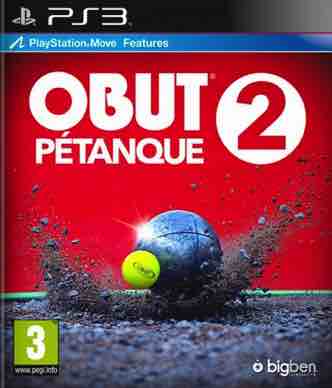 PS3
PlayStation®Move Features
OBUT®
PÉTANQUE
2
3
www.pegi.info
bigben